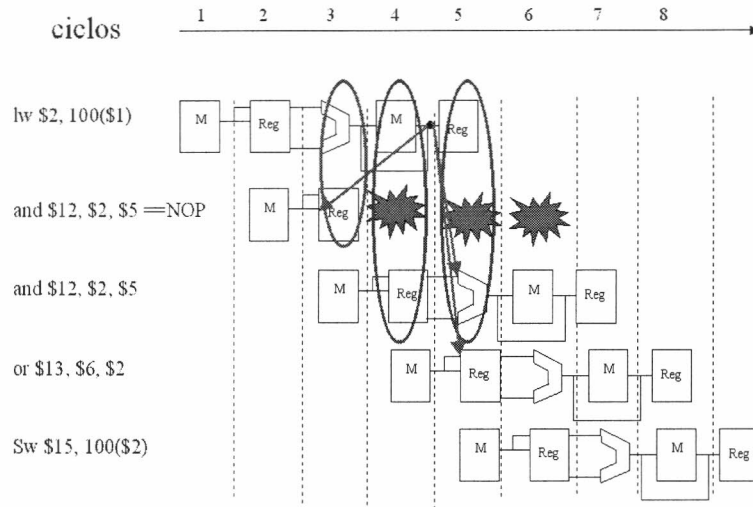 ciclos 1 2 3 4 5 6 7 8
lw $2, 100($1) M Reg M Reg
and $12, $2, $5 ==NOP M Reg
and $12, $2, $5 M Reg M Reg
or $13, $6, $2 M Reg M Reg
Sw $15, 100($2) M Reg M Reg